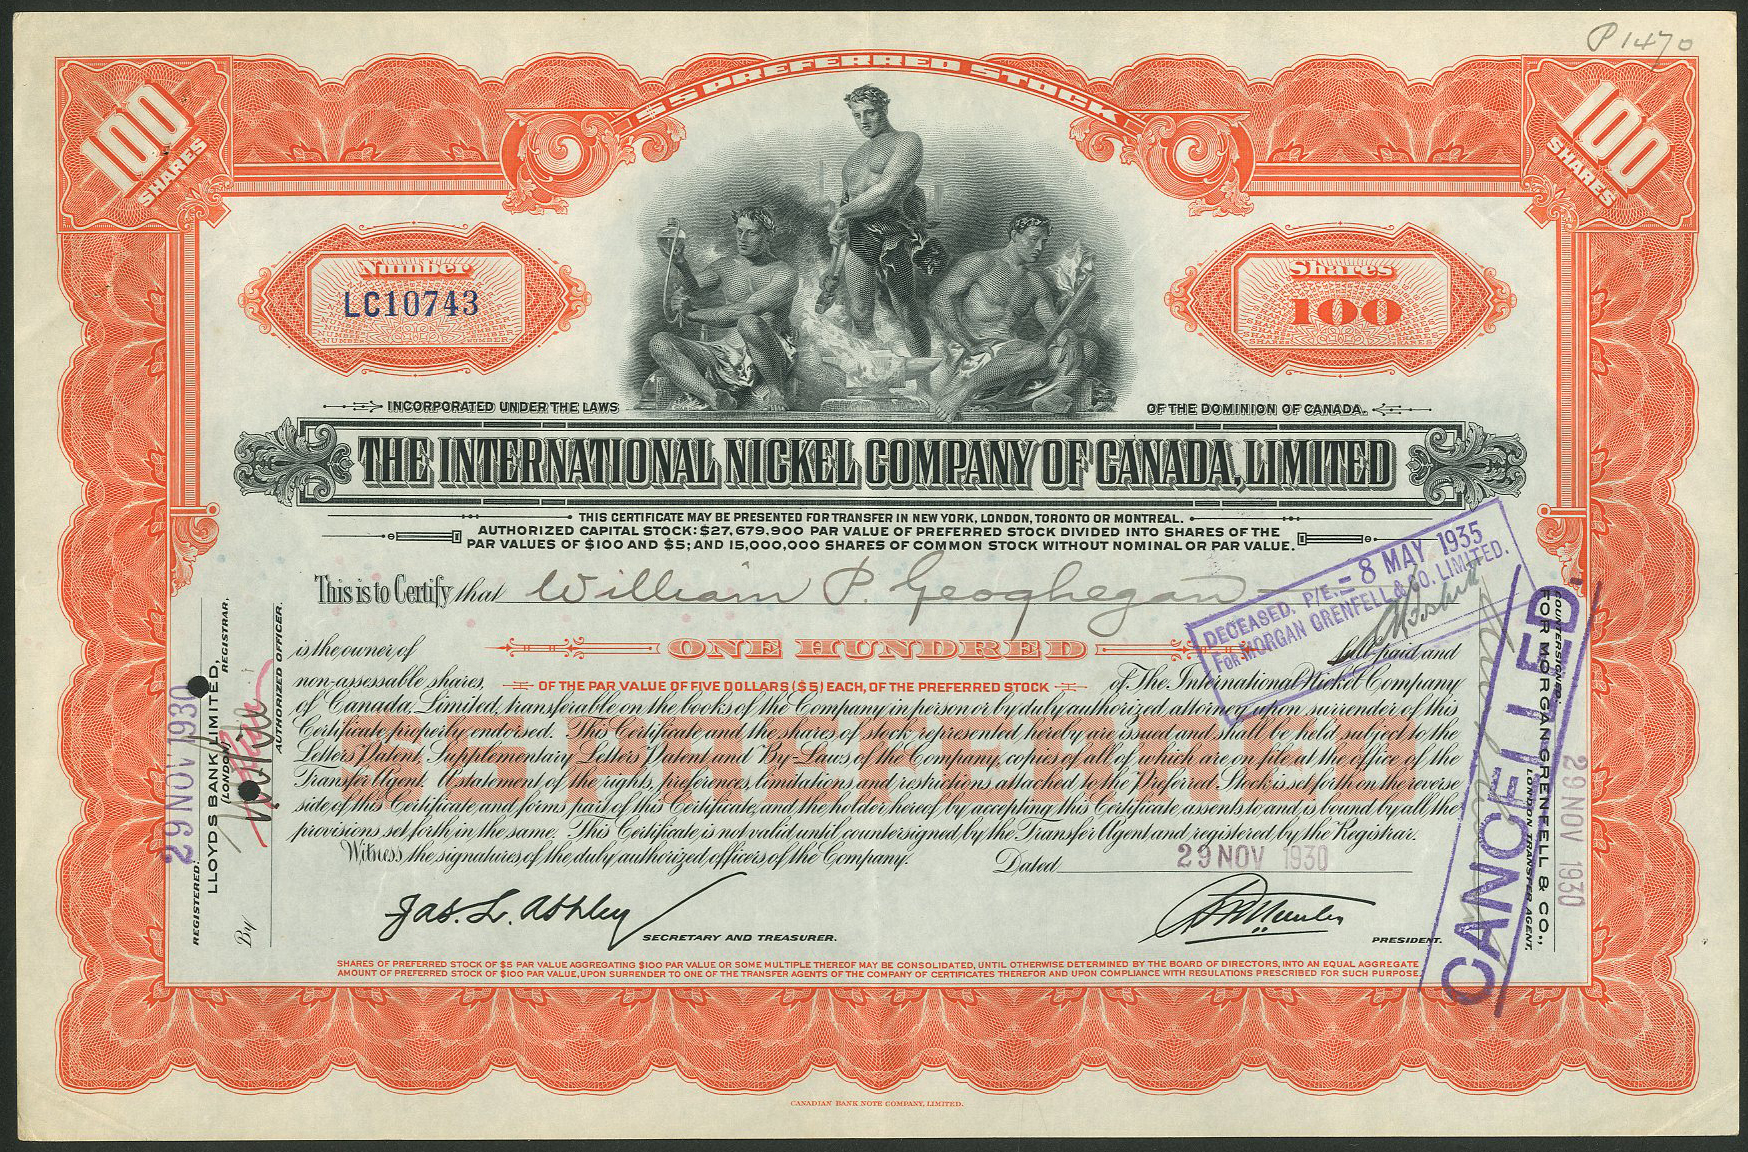 P 1470
$5 PREFERRED STOCK
100
SHARES
100
SHARES
Number
LC10743
NUMBER NUMBER
Shares
100
SHARES SHARES
INCORPORATED UNDER THE LAWS
OF THE DOMINION OF CANADA.
THE INTERNATIONAL NICKEL COMPANY OF CANADA, LIMITED
THIS CERTIFICATE MAY BE PRESENTED FOR TRANSFER IN NEW YORK, LONDON, TORONTO OR MONTREAL.
AUTHORIZED CAPITAL STOCK: $27,679,900 PAR VALUE OF PREFERRED STOCK DIVIDED INTO SHARES OF THE
PAR VALUES OF $100 AND $5; AND 15,000,000 SHARES OF COMMON STOCK WITHOUT NOMINAL OR PAR VALUE.
This is to Certify that William P. Geoghegan
is the owner of ONE HUNDRED full-paid and
non-assessable shares, OF THE PAR VALUE OF FIVE DOLLARS ($5) EACH, OF THE PREFERRED STOCK of The International Nickel Company
of Canada, Limited, transferable on the books of the Company in person or by duly authorized attorney upon surrender of this
Certificate properly endorsed. This Certificate and the shares of stock represented hereby are issued and shall be held subject to the
Letters Patent, Supplementary Letters Patent and By-Laws of the Company, copies of all of which are on file at the office of the
Transfer Agent. A statement of the rights, preferences, limitations and restrictions attached to the Preferred Stock is set forth on the reverse
side of this Certificate and forms part of this Certificate, and the holder hereof by accepting this Certificate assents to and is bound by all the
provisions set forth in the same. This Certificate is not valid until countersigned by the Transfer Agent and registered by the Registrar.
Witness the signatures of the duly authorized officers of the Company.
Dated 29 NOV 1930
$5 PREFERRED
Jas. L. Ashley
SECRETARY AND TREASURER.
PRESIDENT.
SHARES OF PREFERRED STOCK OF $5 PAR VALUE AGGREGATING $100 PAR VALUE OR SOME MULTIPLE THEREOF MAY BE CONSOLIDATED, UNTIL OTHERWISE DETERMINED BY THE BOARD OF DIRECTORS, INTO AN EQUAL AGGREGATE
AMOUNT OF PREFERRED STOCK OF $100 PAR VALUE, UPON SURRENDER TO ONE OF THE TRANSFER AGENTS OF THE COMPANY OF CERTIFICATES THEREFOR AND UPON COMPLIANCE WITH REGULATIONS PRESCRIBED FOR SUCH PURPOSE.
CANADIAN BANK NOTE COMPANY, LIMITED.
29 NOV 1930
REGISTERED:
LLOYDS BANK LIMITED,
(LONDON)
REGISTRAR.
By
AUTHORIZED OFFICER.
DECEASED. P/E.- 8 MAY 1935
FOR MORGAN GRENFELL & CO. LIMITED.
CANCELLED
COUNTERSIGNED:
FOR MORGAN GRENFELL & CO.,
LONDON TRANSFER AGENT.
29 NOV 1930